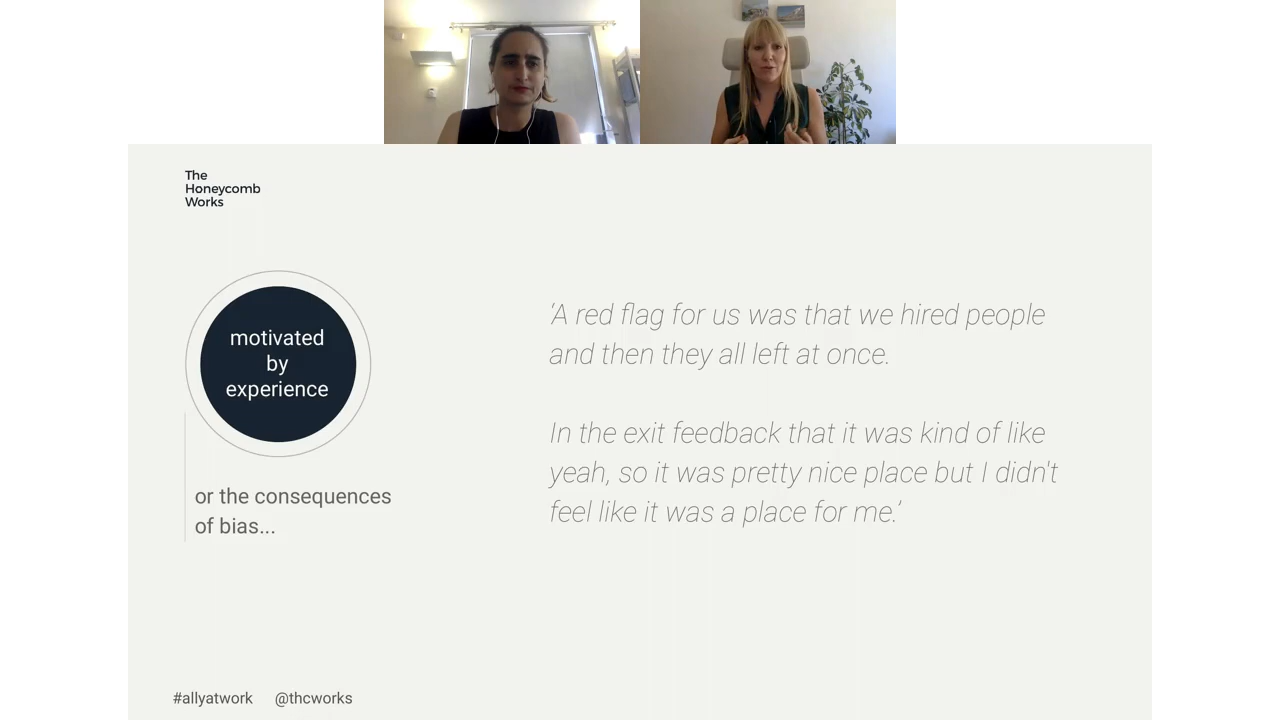 The
Honeycomb
Works
motivated
by
experience
or the consequences
of bias...
‘A red flag for us was that we hired people
and then they all left at once.
In the exit feedback that it was kind of like
yeah, so it was pretty nice place but I didn't
feel like it was a place for me.’
#allyatwork @thcworks